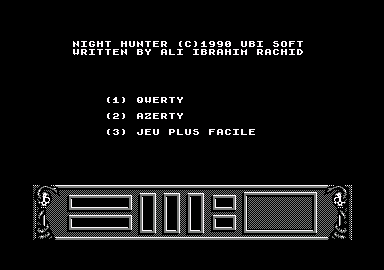 NIGHT HUNTER (C)1990 UBI SOFT
WRITTEN BY ALI IBRAHIM RACHID
(1) QWERTY
(2) AZERTY
(3) JEU PLUS FACILE